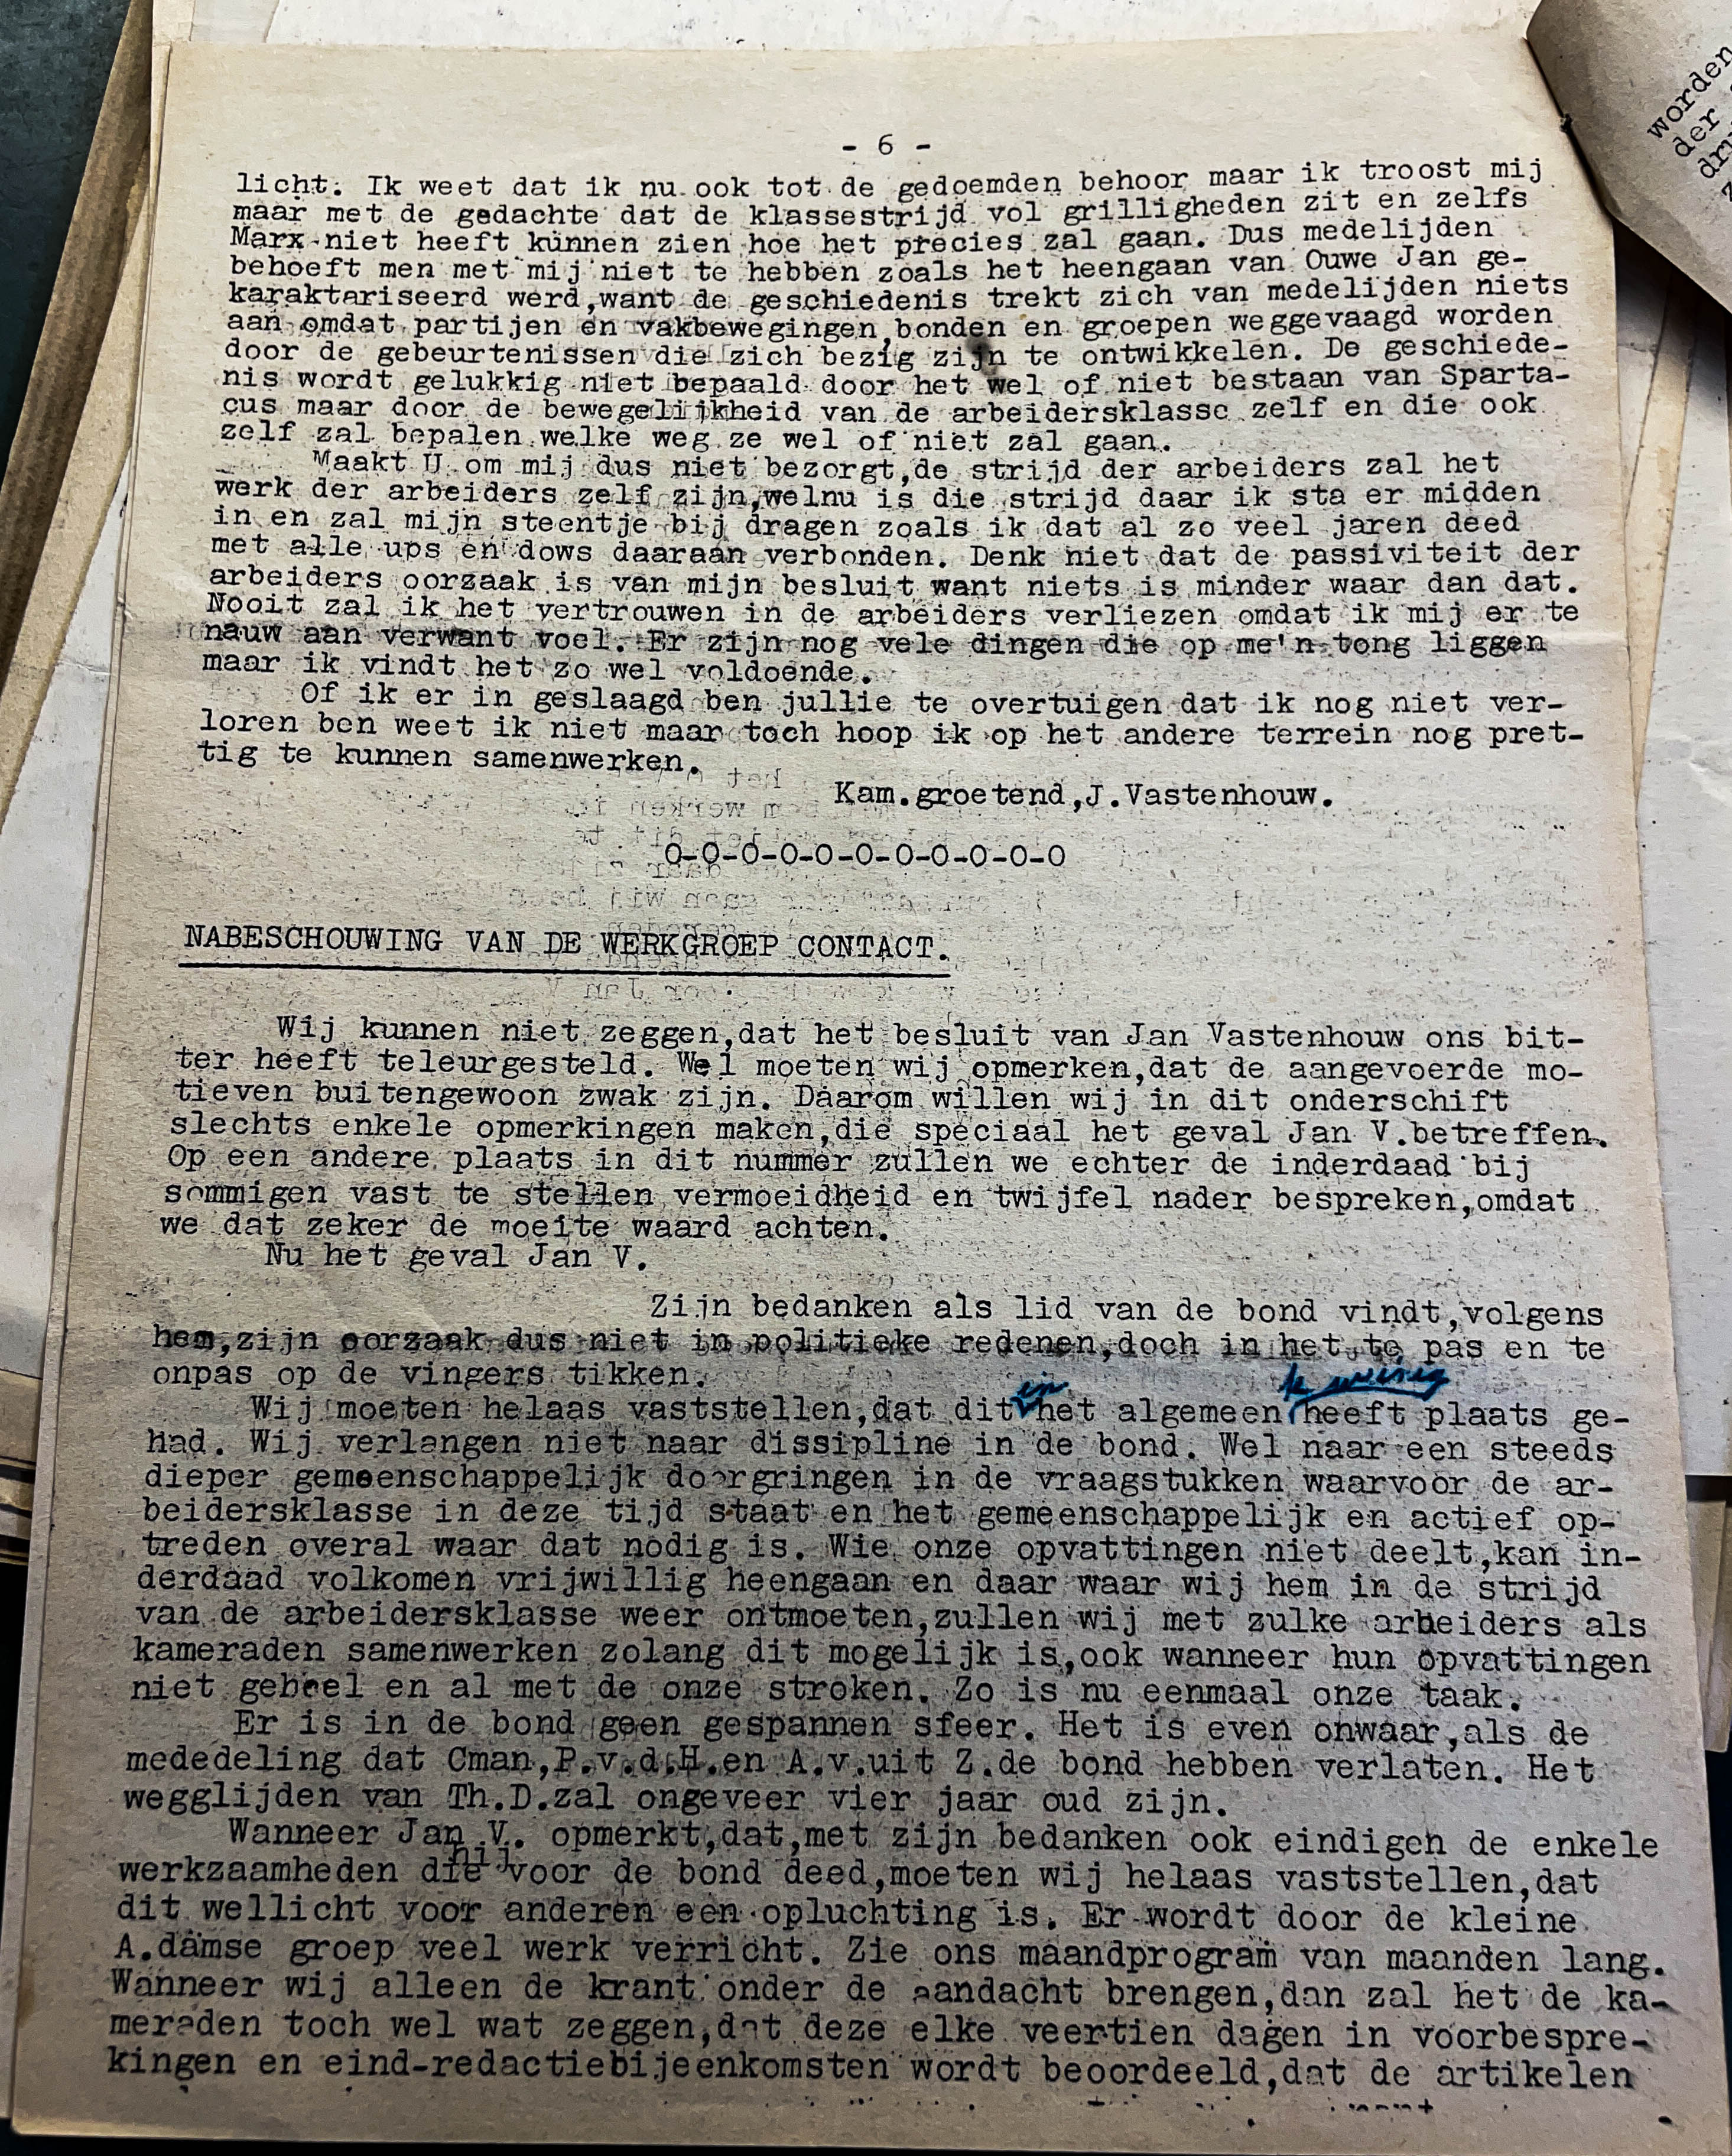 - 6 -
licht. Ik weet dat ik nu ook tot de gedoemden behoor maar ik troost mij
maar met de gedachte dat de klassestrijd vol grilligheden zit en zelfs
Marx niet heeft kunnen zien hoe het precies zal gaan. Dus medelijden
behoeft men met mij niet te hebben zoals het heengaan van Ouwe Jan ge-
karaktariseerd werd,want de geschiedenis trekt zich van medelijden niets
aan omdat partijen en vakbewegingen,bonden en groepen weggevaagd worden
door de gebeurtenissen die zich bezig zijn te ontwikkelen. De geschiede-
nis wordt gelukkig niet bepaald door het wel of niet bestaan van Sparta-
cus maar door de bewegelijkheid van de arbeidersklasse zelf en die ook
zelf zal bepalen welke weg ze wel of niet zal gaan.
Maakt U om mij dus niet bezorgt,de strijd der arbeiders zal het
werk der arbeiders zelf zijn,welnu is die strijd daar ik sta er midden
in en zal mijn steentje bij dragen zoals ik dat al zo veel jaren deed
met alle ups en dows daaraan verbonden. Denk niet dat de passiviteit der
arbeiders oorzaak is van mijn besluit want niets is minder waar dan dat.
Nooit zal ik het vertrouwen in de arbeiders verliezen omdat ik mij er te
nauw aan verwant voel. Er zijn nog vele dingen die op me'n tong liggen
maar ik vindt het zo wel voldoende.
Of ik er in geslaagd ben jullie te overtuigen dat ik nog niet ver-
loren ben weet ik niet maar toch hoop ik op het andere terrein nog pret-
tig te kunnen samenwerken.
Kam.groetend,J.Vastenhouw.
O-O-O-O-O-O-O-O-O-O-O
NABESCHOUWING VAN DE WERKGROEP CONTACT.
Wij kunnen niet zeggen,dat het besluit van Jan Vastenhouw ons bit-
ter heeft teleurgesteld. Wel moeten wij opmerken,dat de aangevoerde mo-
tieven buitengewoon zwak zijn. Daarom willen wij in dit onderschift
slechts enkele opmerkingen maken,die speciaal het geval Jan V.betreffen.
Op een andere plaats in dit nummer zullen we echter de inderdaad bij
sommigen vast te stellen vermoeidheid en twijfel nader bespreken,omdat
we dat zeker de moeite waard achten.
Nu het geval Jan V.
Zijn bedanken als lid van de bond vindt,volgens
hem,zijn oorzaak dus niet in politieke redenen,doch in het te pas en te
onpas op de vingers tikken.
in te weinig
Wij moeten helaas vaststellen,dat dit het algemeen heeft plaats ge-
had. Wij verlangen niet naar dissipline in de bond. Wel naar een steeds
dieper gemeenschappelijk doorgringen in de vraagstukken waarvoor de ar-
beidersklasse in deze tijd staat en het gemeenschappelijk en actief op-
treden overal waar dat nodig is. Wie onze opvattingen niet deelt,kan in-
derdaad volkomen vrijwillig heengaan en daar waar wij hem in de strijd
van de arbeidersklasse weer ontmoeten,zullen wij met zulke arbeiders als
kameraden samenwerken zolang dit mogelijk is,ook wanneer hun opvattingen
niet geheel en al met de onze stroken. Zo is nu eenmaal onze taak.
Er is in de bond geen gespannen sfeer. Het is even onwaar,als de
mededeling dat Cman,P.v.d.H.en A.v.uit Z.de bond hebben verlaten. Het
wegglijden van Th.D.zal ongeveer vier jaar oud zijn.
Wanneer Jan V. opmerkt,dat,met zijn bedanken ook eindigen de enkele
hij
werkzaamheden die voor de bond deed,moeten wij helaas vaststellen,dat
dit wellicht voor anderen een opluchting is. Er wordt door de kleine
A.damse groep veel werk verricht. Zie ons maandprogram van maanden lang.
Wanneer wij alleen de krant onder de aandacht brengen,dan zal het de ka-
meraden toch wel wat zeggen,dat deze elke veertien dagen in voorbespre-
kingen en eind-redactiebijeenkomsten wordt beoordeeld,dat de artikelen
worden
der